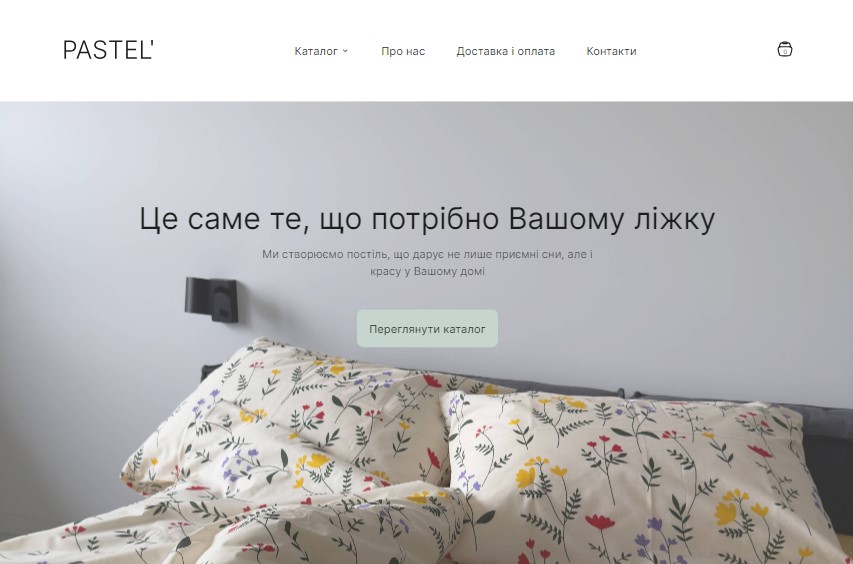 PASTEL'
Каталог
Про нас
Доставка і оплата
Контакти
0
Це саме те, що потрібно Вашому ліжку
Ми створюємо постіль, що дарує не лише приємні сни, але і
красу у Вашому домі
Переглянути каталог